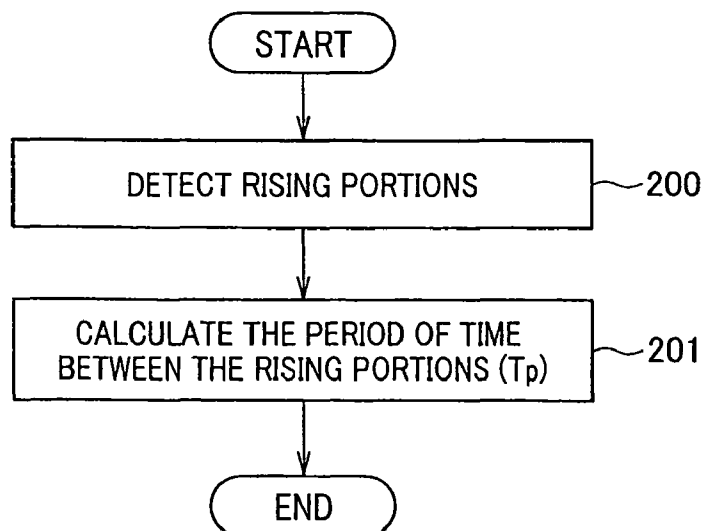 START
DETECT RISING PORTIONS
200
CALCULATE THE PERIOD OF TIME
BETWEEN THE RISING PORTIONS (Tp)
201
END